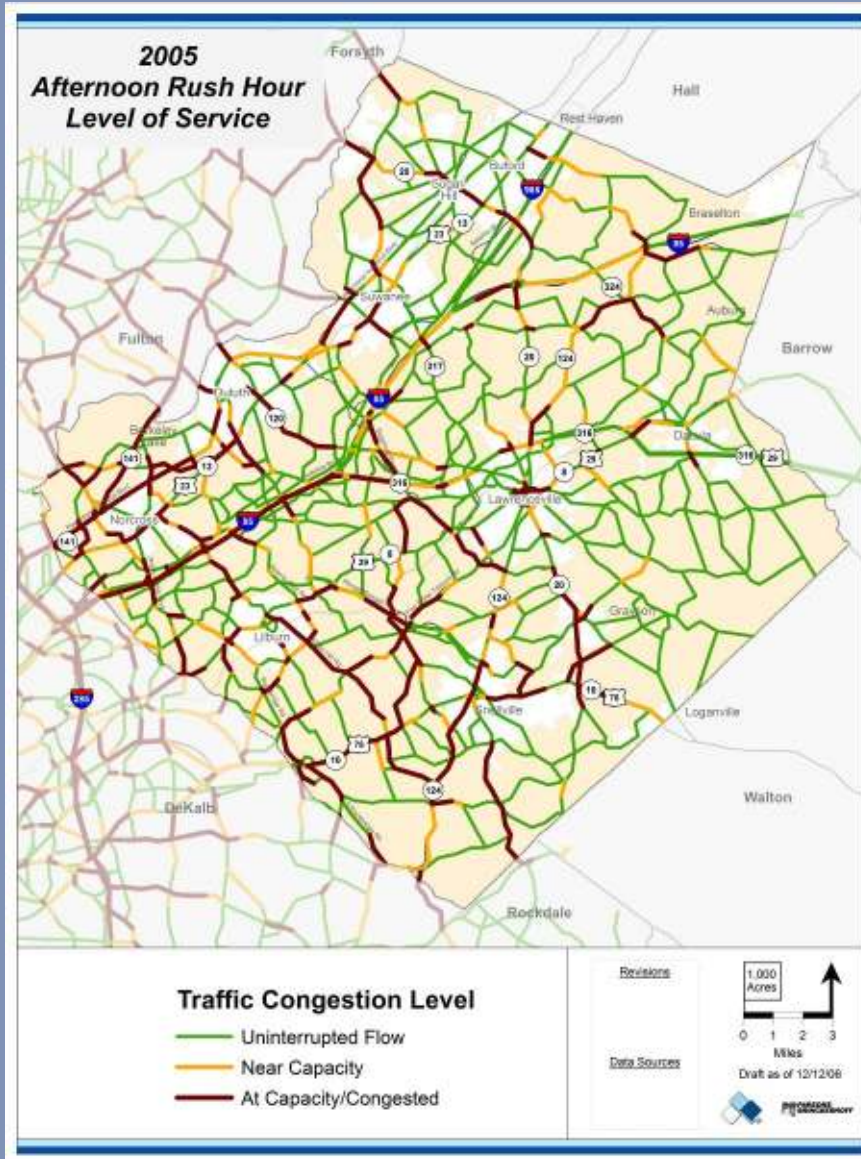 2005
Afternoon Rush Hour
Level of Service
Forsyth
Hall
Rest Haven
Buford
20
Sugar
Hill
985
13
23
Braselton
85
Suwanee
324
Auburn
Fulton
Barrow
317
20
124
Duluth
85
120
Berkeley
Lake
141
13
23
316
29
8
Dacula
316
29
316
Lawrenceville
Norcross
85
141
29
8
124
20
Grayson
Lilburn
285
10
78
Snellville
Loganville
78
10
124
DeKalb
Walton
Rockdale
Traffic Congestion Level
Uninterrupted Flow
Near Capacity
At Capacity/Congested
Revisions
Data Sources
1,000
Acres
0 1 2 3
Miles
Draft as of 12/12/06
PARSONS
BRINCKERHOFF